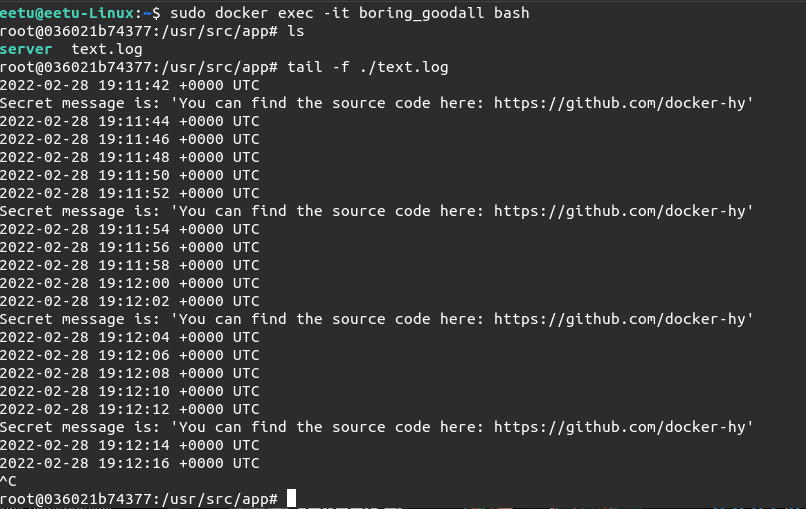 eetu@eetu-Linux:~$ sudo docker exec -it boring_goodall bash
root@036021b74377:/usr/src/app# ls
server  text.log
root@036021b74377:/usr/src/app# tail -f ./text.log
2022-02-28 19:11:42 +0000 UTC
Secret message is: 'You can find the source code here: https://github.com/docker-hy'
2022-02-28 19:11:44 +0000 UTC
2022-02-28 19:11:46 +0000 UTC
2022-02-28 19:11:48 +0000 UTC
2022-02-28 19:11:50 +0000 UTC
2022-02-28 19:11:52 +0000 UTC
Secret message is: 'You can find the source code here: https://github.com/docker-hy'
2022-02-28 19:11:54 +0000 UTC
2022-02-28 19:11:56 +0000 UTC
2022-02-28 19:11:58 +0000 UTC
2022-02-28 19:12:00 +0000 UTC
2022-02-28 19:12:02 +0000 UTC
Secret message is: 'You can find the source code here: https://github.com/docker-hy'
2022-02-28 19:12:04 +0000 UTC
2022-02-28 19:12:06 +0000 UTC
2022-02-28 19:12:08 +0000 UTC
2022-02-28 19:12:10 +0000 UTC
2022-02-28 19:12:12 +0000 UTC
Secret message is: 'You can find the source code here: https://github.com/docker-hy'
2022-02-28 19:12:14 +0000 UTC
2022-02-28 19:12:16 +0000 UTC
^C
root@036021b74377:/usr/src/app#